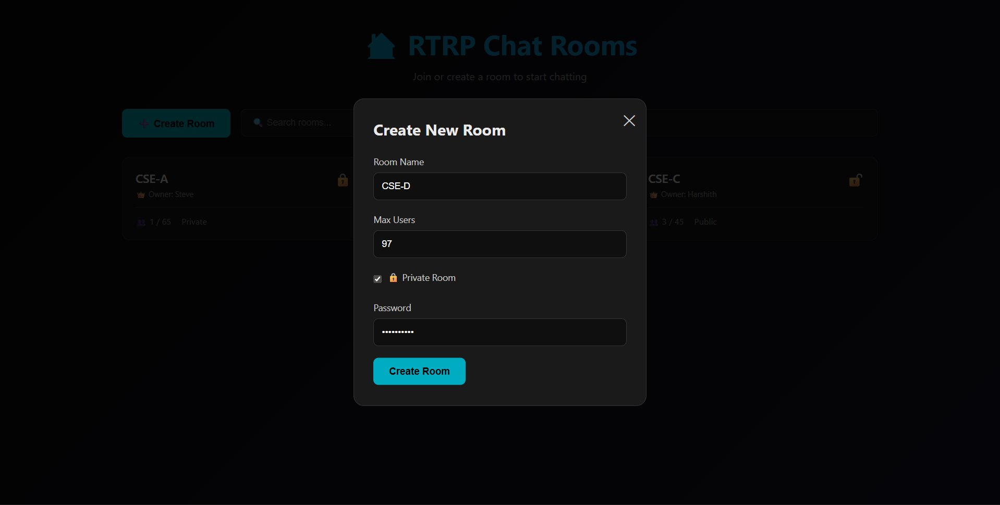 RTRP Chat Rooms
Join or create a room to start chatting
Create Room
Search rooms...
CSE-A
Owner: Steve
1 / 65 Private
CSE-C
Owner: Harshith
3 / 45 Public
Create New Room
Room Name
CSE-D
Max Users
97
Private Room
Password
••••••••••
Create Room